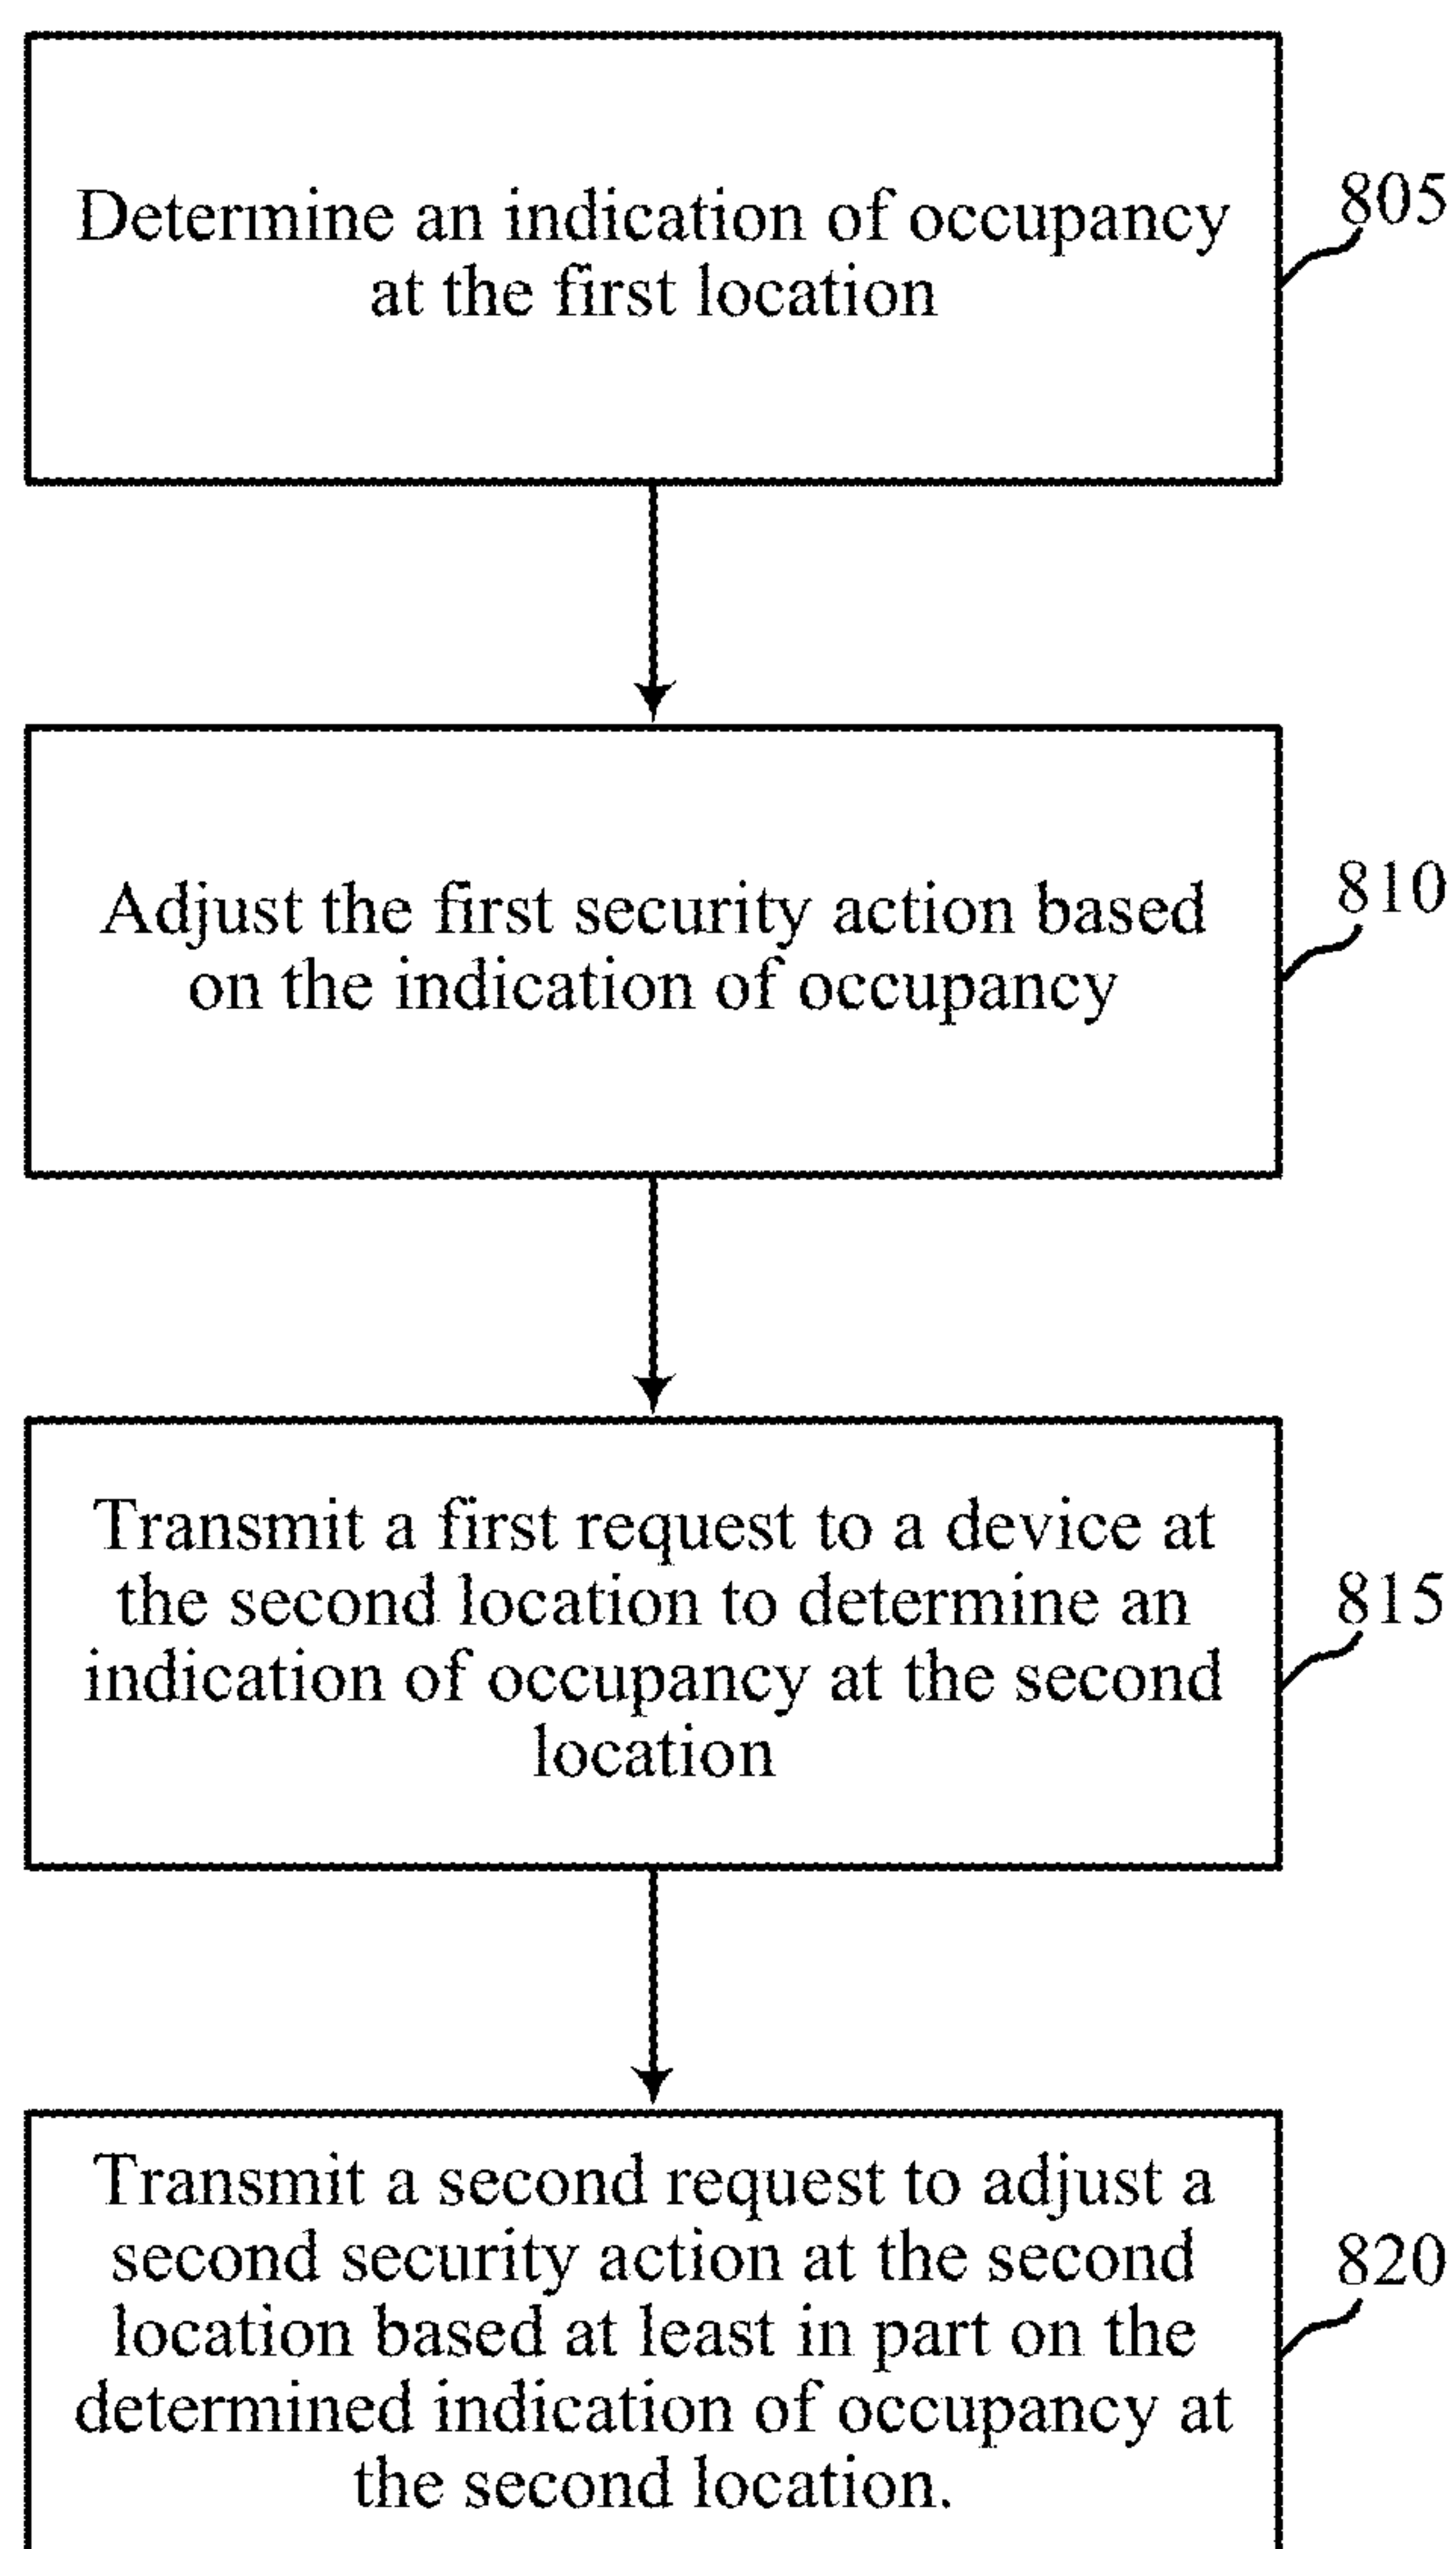 Determine an indication of occupancy
at the first location
805
Adjust the first security action based
on the indication of occupancy
810
Transmit a first request to a device at
the second location to determine an
indication of occupancy at the second
location
815
Transmit a second request to adjust a
second security action at the second
location based at least in part on the
determined indication of occupancy at
the second location.
820